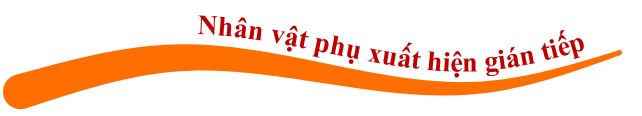 Nhân vật phụ xuất hiện gián tiếp